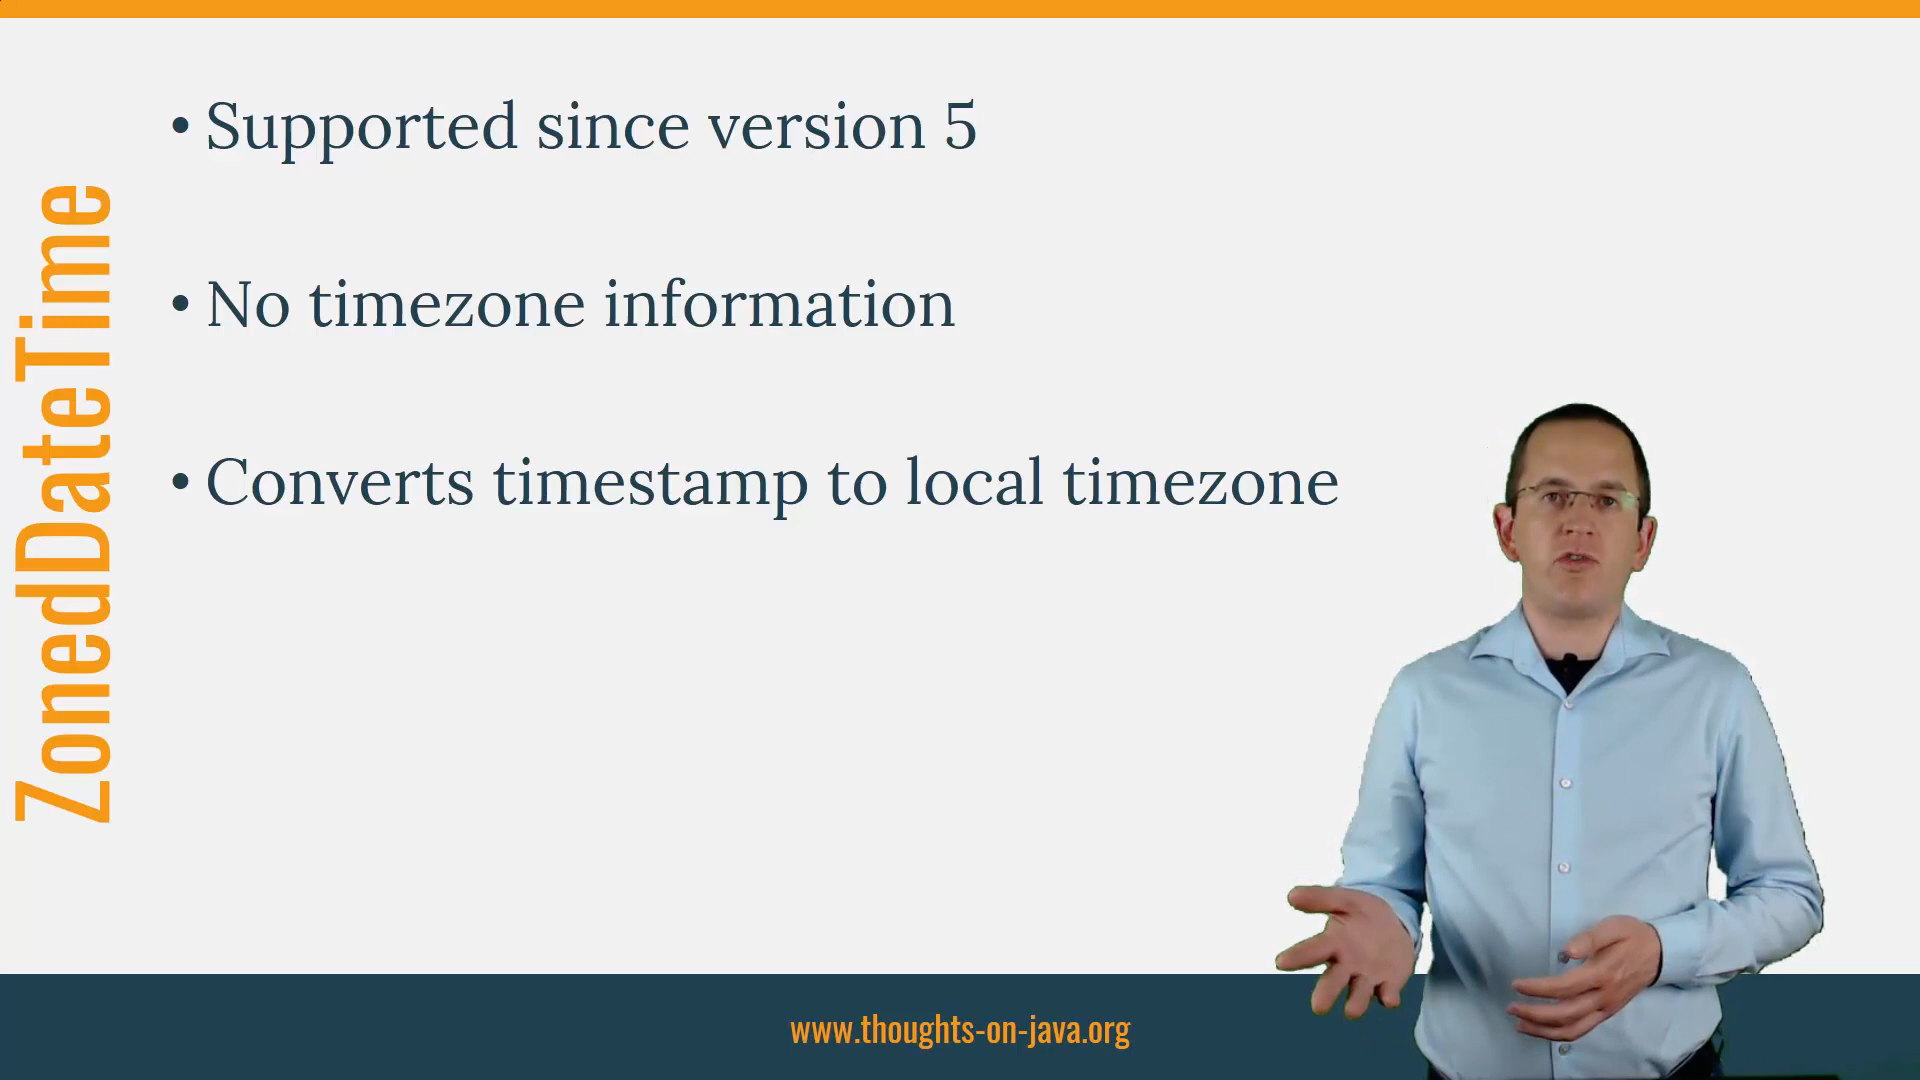 ZonedDateTime
• Supported since version 5
• No timezone information
• Converts timestamp to local timezone
www.thoughts-on-java.org